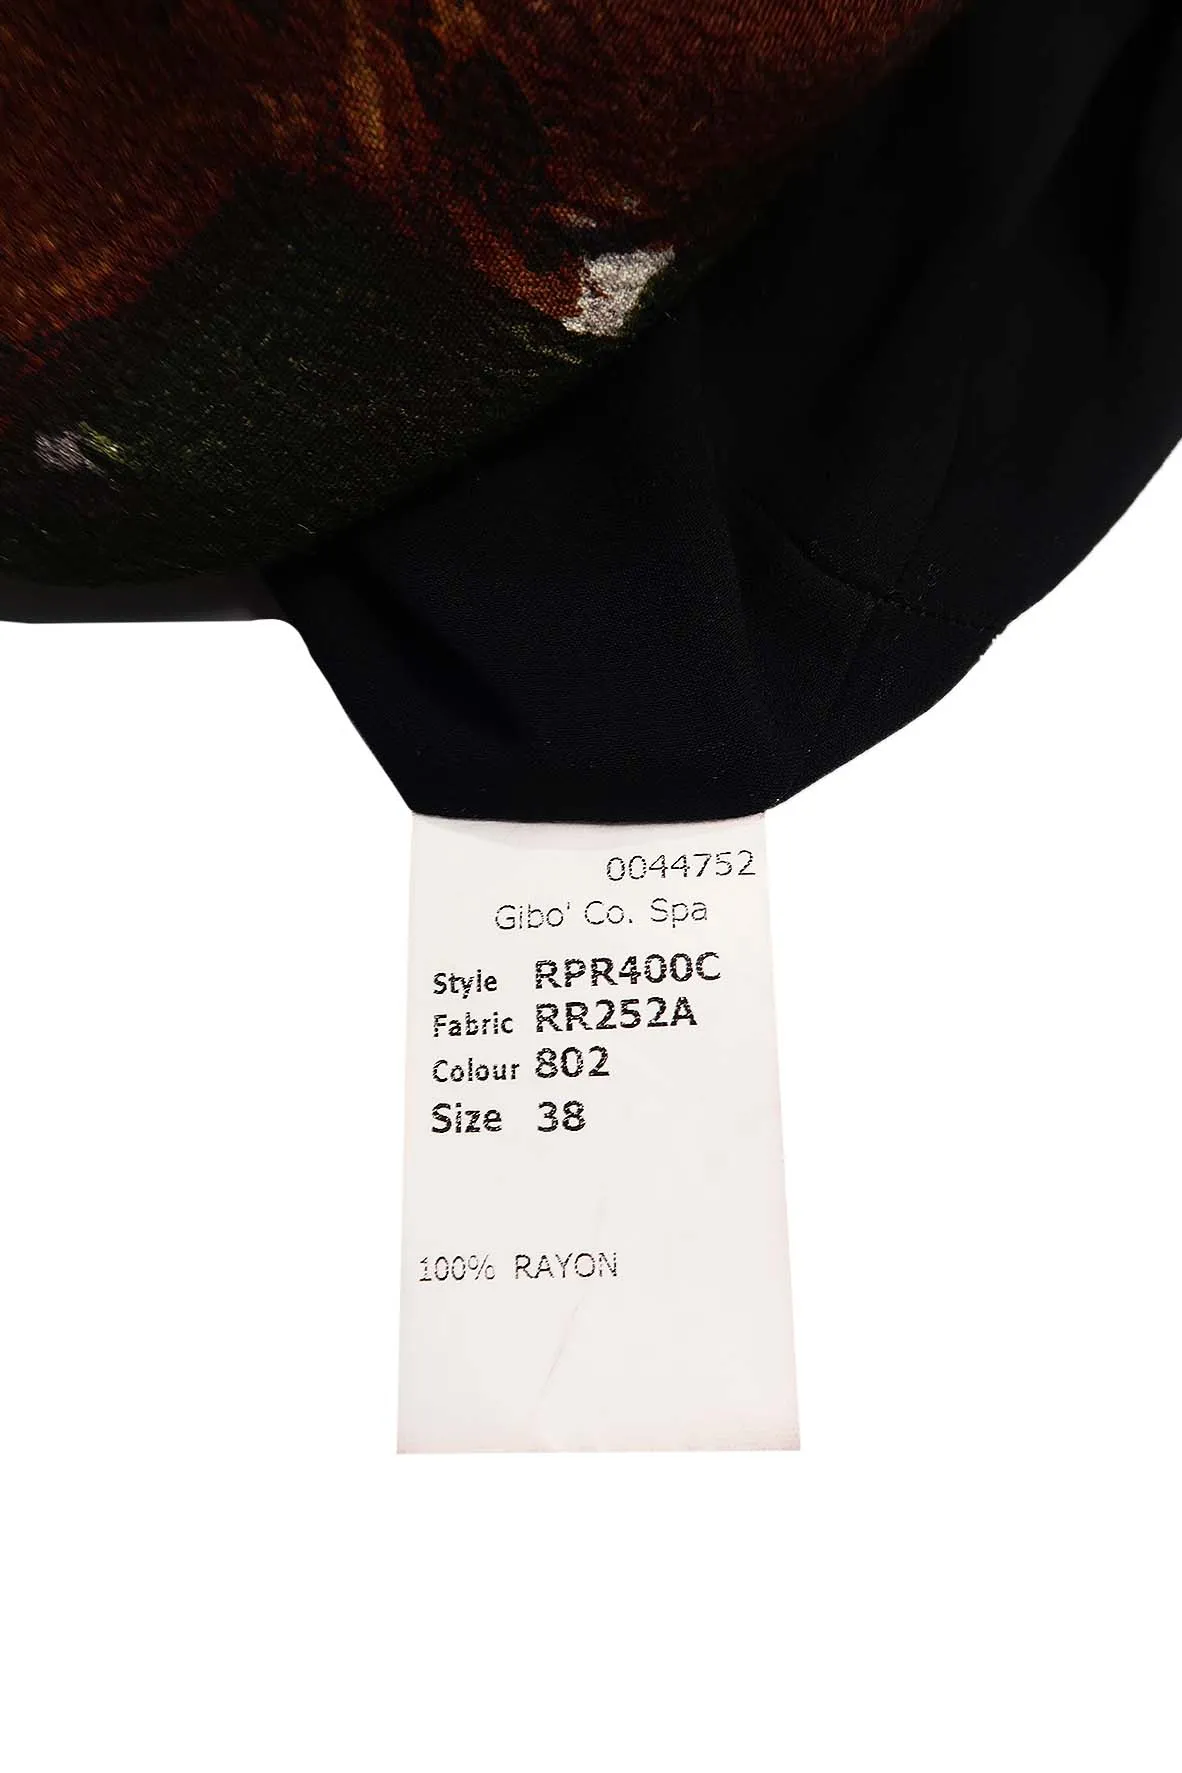 0044752
Gibo' Co. Spa
Style RPR400C
Fabric RR252A
Colour 802
Size 38
100% RAYON